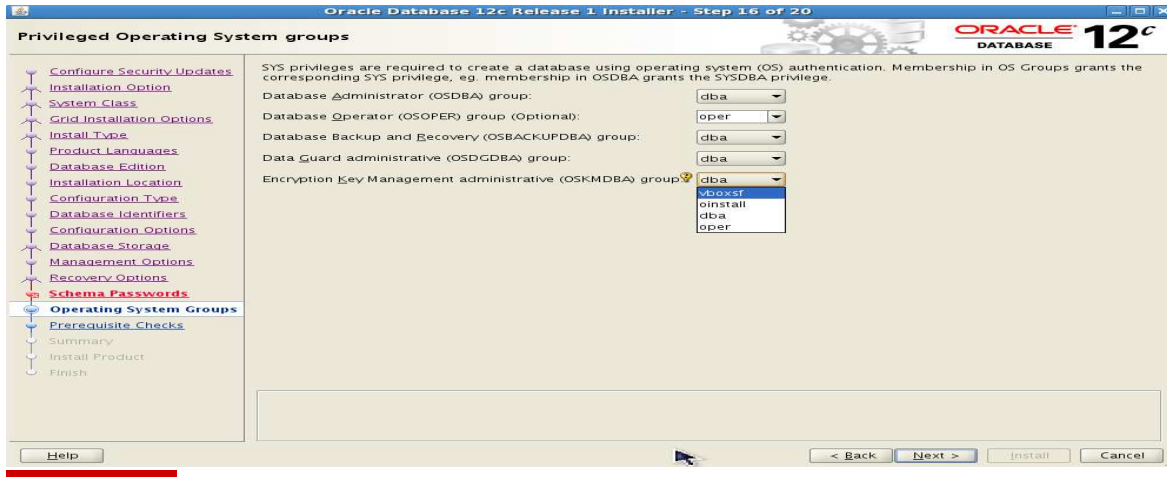 Oracle Database 12c Release 1 Installer - Step 16 of 20
Privileged Operating System groups
ORACLE
DATABASE
12c
Configure Security Updates
Installation Option
System Class
Grid Installation Options
Install Type
Product Languages
Database Edition
Installation Location
Configuration Type
Database Identifiers
Configuration Options
Database Storage
Management Options
Recovery Options
Schema Passwords
Operating System Groups
Prerequisite Checks
Summary
Install Product
Finish
SYS privileges are required to create a database using operating system (OS) authentication. Membership in OS Groups grants the
corresponding SYS privilege, eg. membership in OSDBA grants the SYSDBA privilege.
Database Administrator (OSDBA) group: dba
Database Operator (OSOPER) group (Optional): oper
Database Backup and Recovery (OSBACKUPDBA) group: dba
Data Guard administrative (OSDGDBA) group: dba
Encryption Key Management administrative (OSKMDBA) group dba
vboxsf
oinstall
dba
oper
Help
< Back
Next >
Install
Cancel